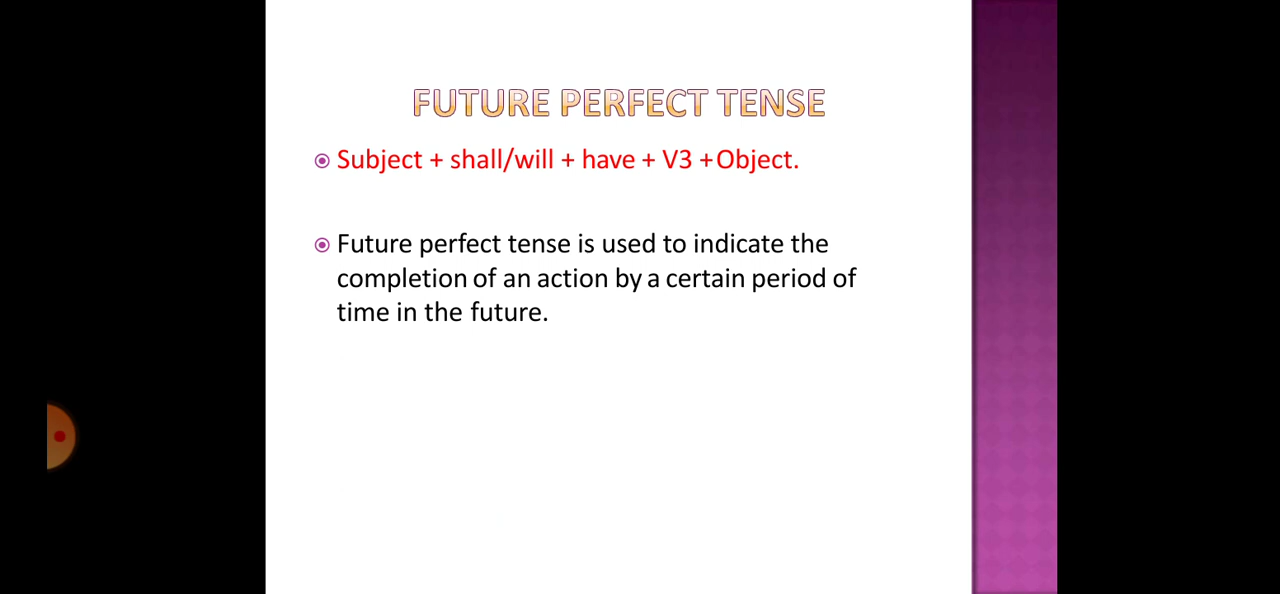 FUTURE PERFECT TENSE
Subject + shall/will + have + V3 +Object.
Future perfect tense is used to indicate the
completion of an action by a certain period of
time in the future.